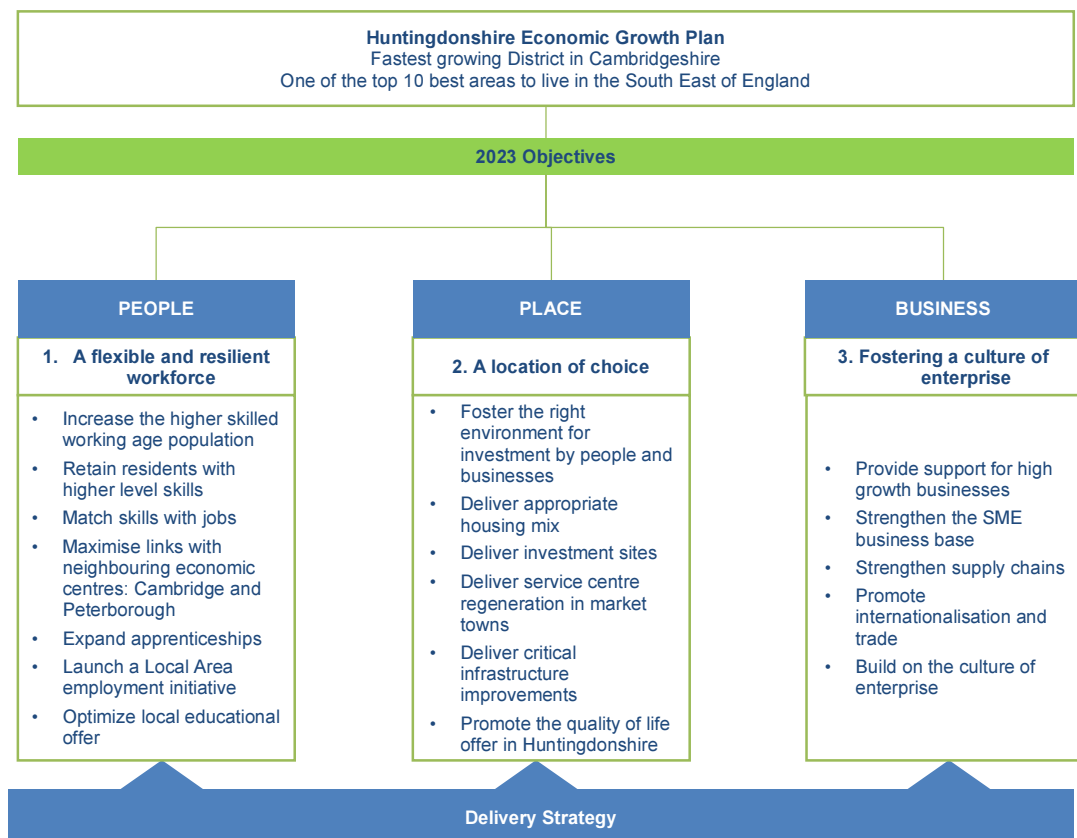 Huntingdonshire Economic Growth Plan
Fastest growing District in Cambridgeshire
One of the top 10 best areas to live in the South East of England
2023 Objectives
PEOPLE
1. A flexible and resilient
workforce
• Increase the higher skilled
working age population
• Retain residents with
higher level skills
• Match skills with jobs
• Maximise links with
neighbouring economic
centres: Cambridge and
Peterborough
• Expand apprenticeships
• Launch a Local Area
employment initiative
• Optimize local educational
offer
PLACE
2. A location of choice
• Foster the right
environment for
investment by people and
businesses
• Deliver appropriate
housing mix
• Deliver investment sites
• Deliver service centre
regeneration in market
towns
• Deliver critical
infrastructure
improvements
• Promote the quality of life
offer in Huntingdonshire
BUSINESS
3. Fostering a culture of
enterprise
• Provide support for high
growth businesses
• Strengthen the SME
business base
• Strengthen supply chains
• Promote
internationalisation and
trade
• Build on the culture of
enterprise
Delivery Strategy